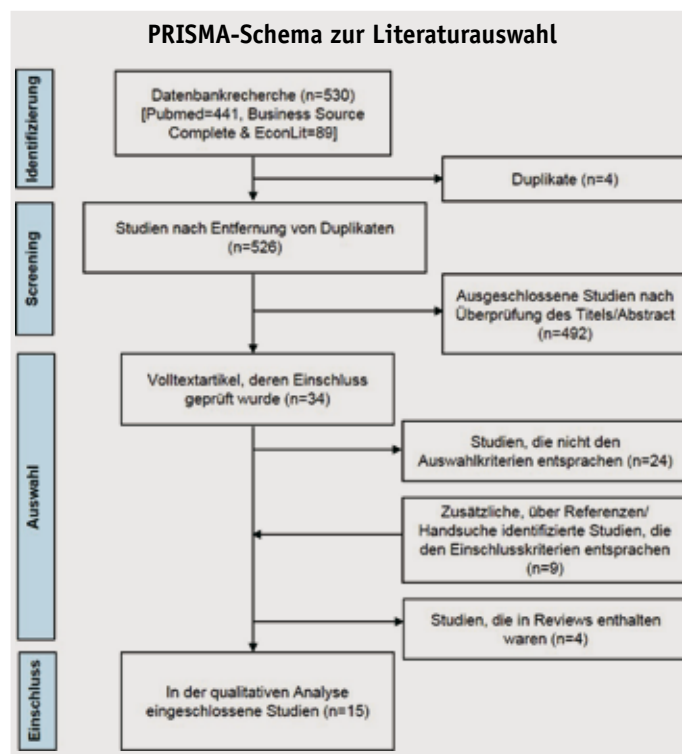 PRISMA-Schema zur Literaturauswahl
Identifizierung
Datenbankrecherche (n=530)
[Pubmed=441, Business Source
Complete & EconLit=89]
Duplikate (n=4)
Screening
Studien nach Entfernung von Duplikaten
(n=526)
Ausgeschlossene Studien nach
Überprüfung des Titels/Abstract
(n=492)
Auswahl
Volltextartikel, deren Einschluss
geprüft wurde (n=34)
Studien, die nicht den
Auswahlkriterien entsprachen (n=24)
Zusätzliche, über Referenzen/
Handsuche identifizierte Studien, die
den Einschlusskriterien entsprachen
(n=9)
Studien, die in Reviews enthalten
waren (n=4)
Einschluss
In der qualitativen Analyse
eingeschlossene Studien (n=15)